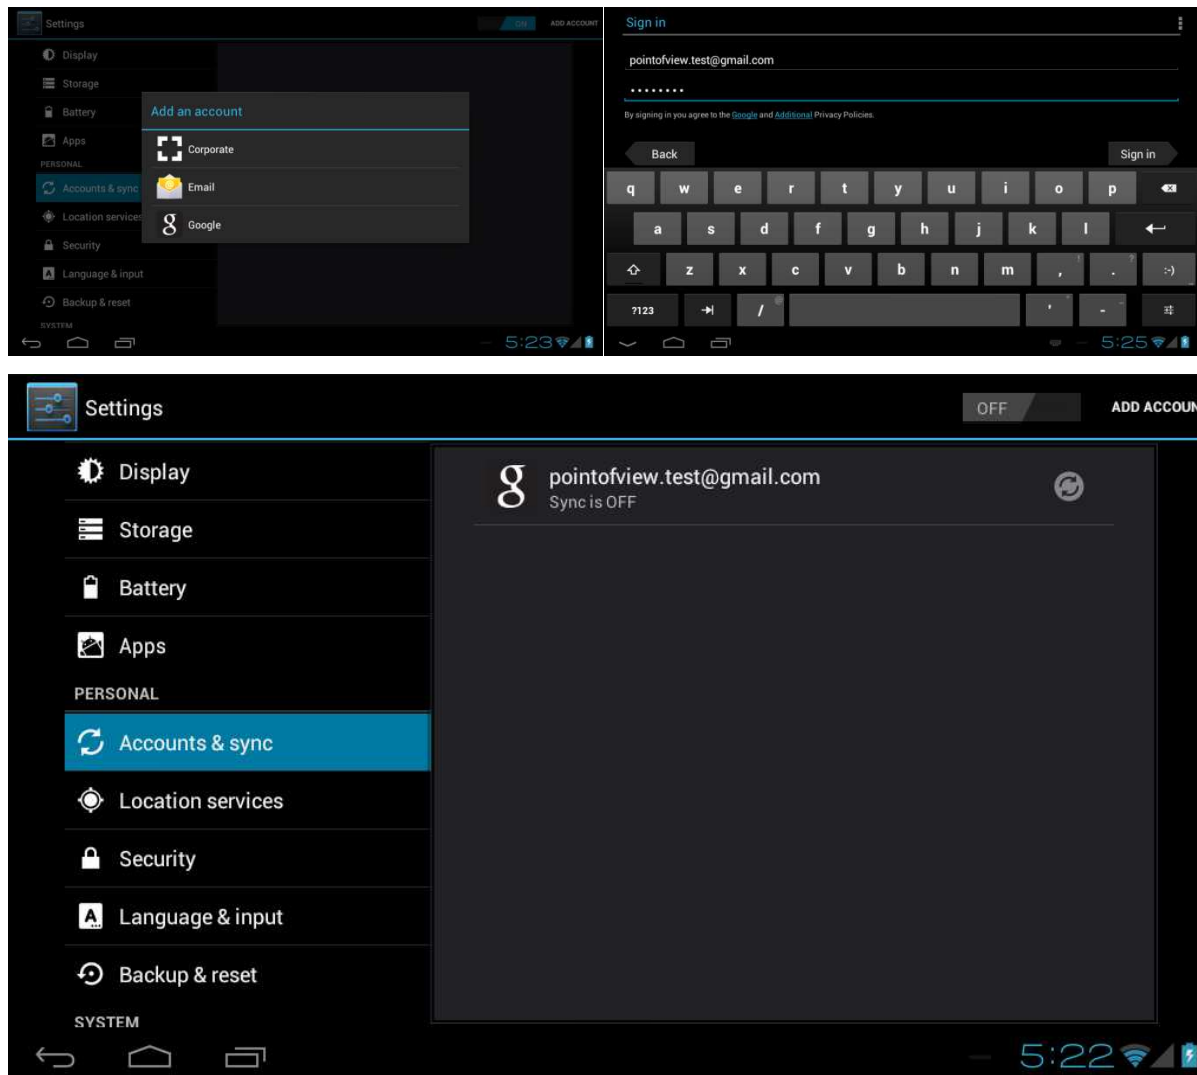 Settings
ON
ADD ACCOUNT
Display
Storage
Battery
Apps
PERSONAL
Accounts & sync
Location services
Security
Language & input
Backup & reset
SYSTEM
Add an account
Corporate
Email
Google
5:23
Sign in
pointofview.test@gmail.com
........
By signing in you agree to the Google and Additional Privacy Policies.
Back
Sign in
q w e r t y u i o p
a s d f g h j k l
z x c v b n m , ! . ? :-)
?123 / @ ' " - _
5:25
Settings
OFF
ADD ACCOUN
Display
Storage
Battery
Apps
PERSONAL
Accounts & sync
Location services
Security
Language & input
Backup & reset
SYSTEM
pointofview.test@gmail.com
Sync is OFF
5:22